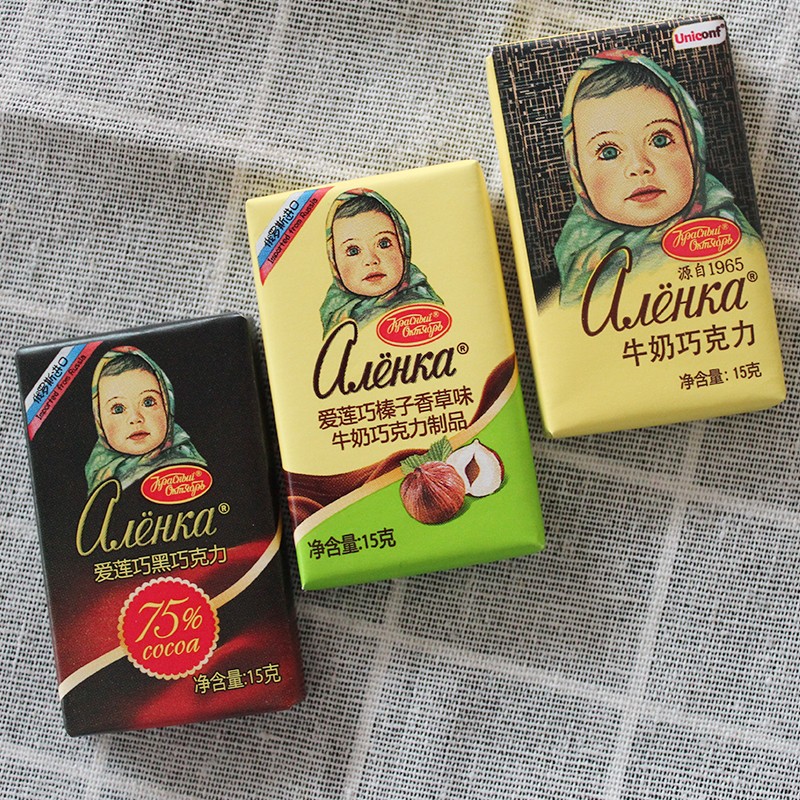 俄罗斯进口
Imported from Russia
Красный
Октябрь
Алёнка®
爱莲巧黑巧克力
75%
cocoa
净含量:15克
俄罗斯进口
Imported from Russia
Красный
Октябрь
Алёнка®
爱莲巧榛子香草味
牛奶巧克力制品
净含量:15克
Uniconf
Красный
Октябрь
源自1965
Алёнка®
牛奶巧克力
净含量:15克